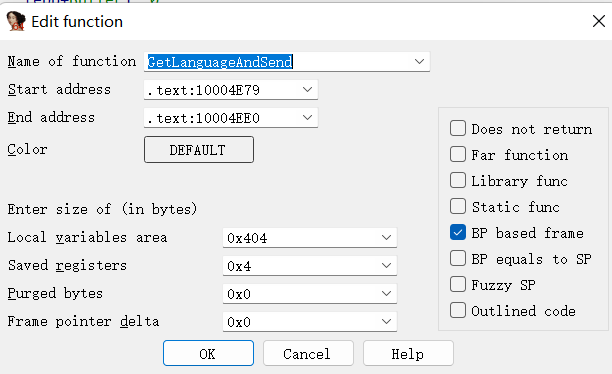 Edit function
Name of function GetLanguageAndSend
Start address .text:10004E79
End address .text:10004EE0
Color DEFAULT
Does not return
Far function
Library func
Static func
BP based frame
BP equals to SP
Fuzzy SP
Outlined code
Enter size of (in bytes)
Local variables area 0x404
Saved registers 0x4
Purged bytes 0x0
Frame pointer delta 0x0
OK Cancel Help